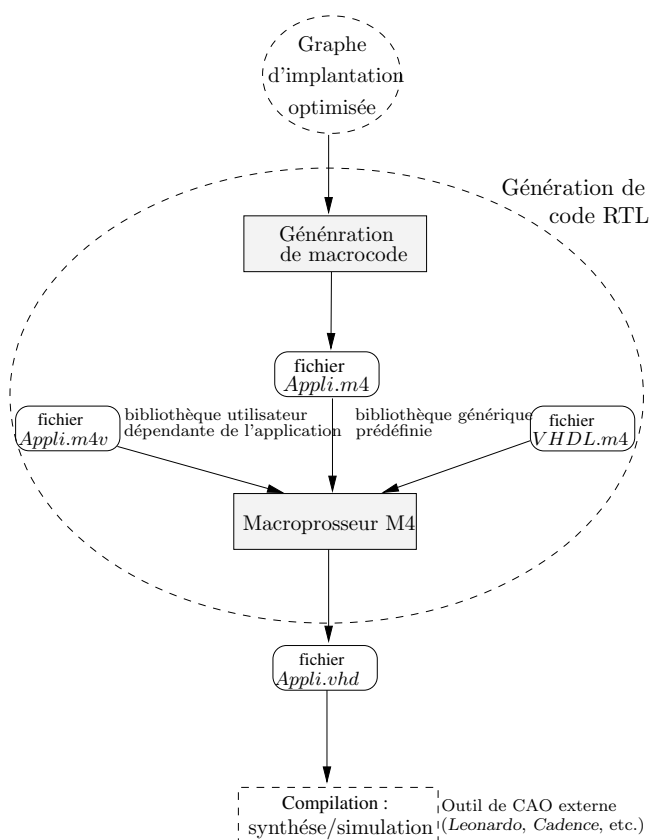 Graphe
d'implantation
optimisée
Génération de
code RTL
Génénration
de macrocode
fichier
Appli.m4
fichier
Appli.m4v
bibliothèque utilisateur
dépendante de l'application
bibliothèque générique
prédéfinie
fichier
VHDL.m4
Macroprosseur M4
fichier
Appli.vhd
Compilation :
synthése/simulation
Outil de CAO externe
(Leonardo, Cadence, etc.)